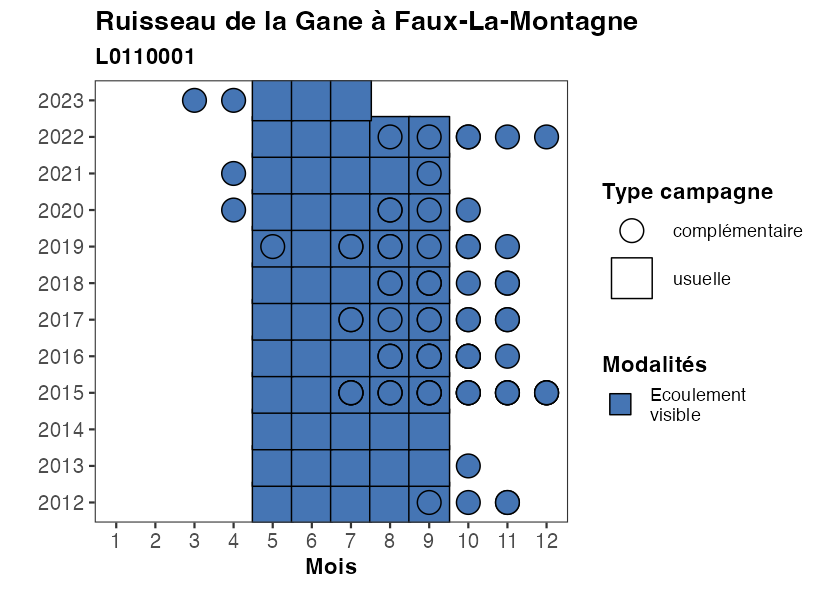 Ruisseau de la Gane à Faux-La-Montagne
L0110001
2023
2022
2021
2020
2019
2018
2017
2016
2015
2014
2013
2012
1 2 3 4 5 6 7 8 9 10 11 12
Mois
Type campagne
complémentaire
usuelle
Modalités
Ecoulement
visible